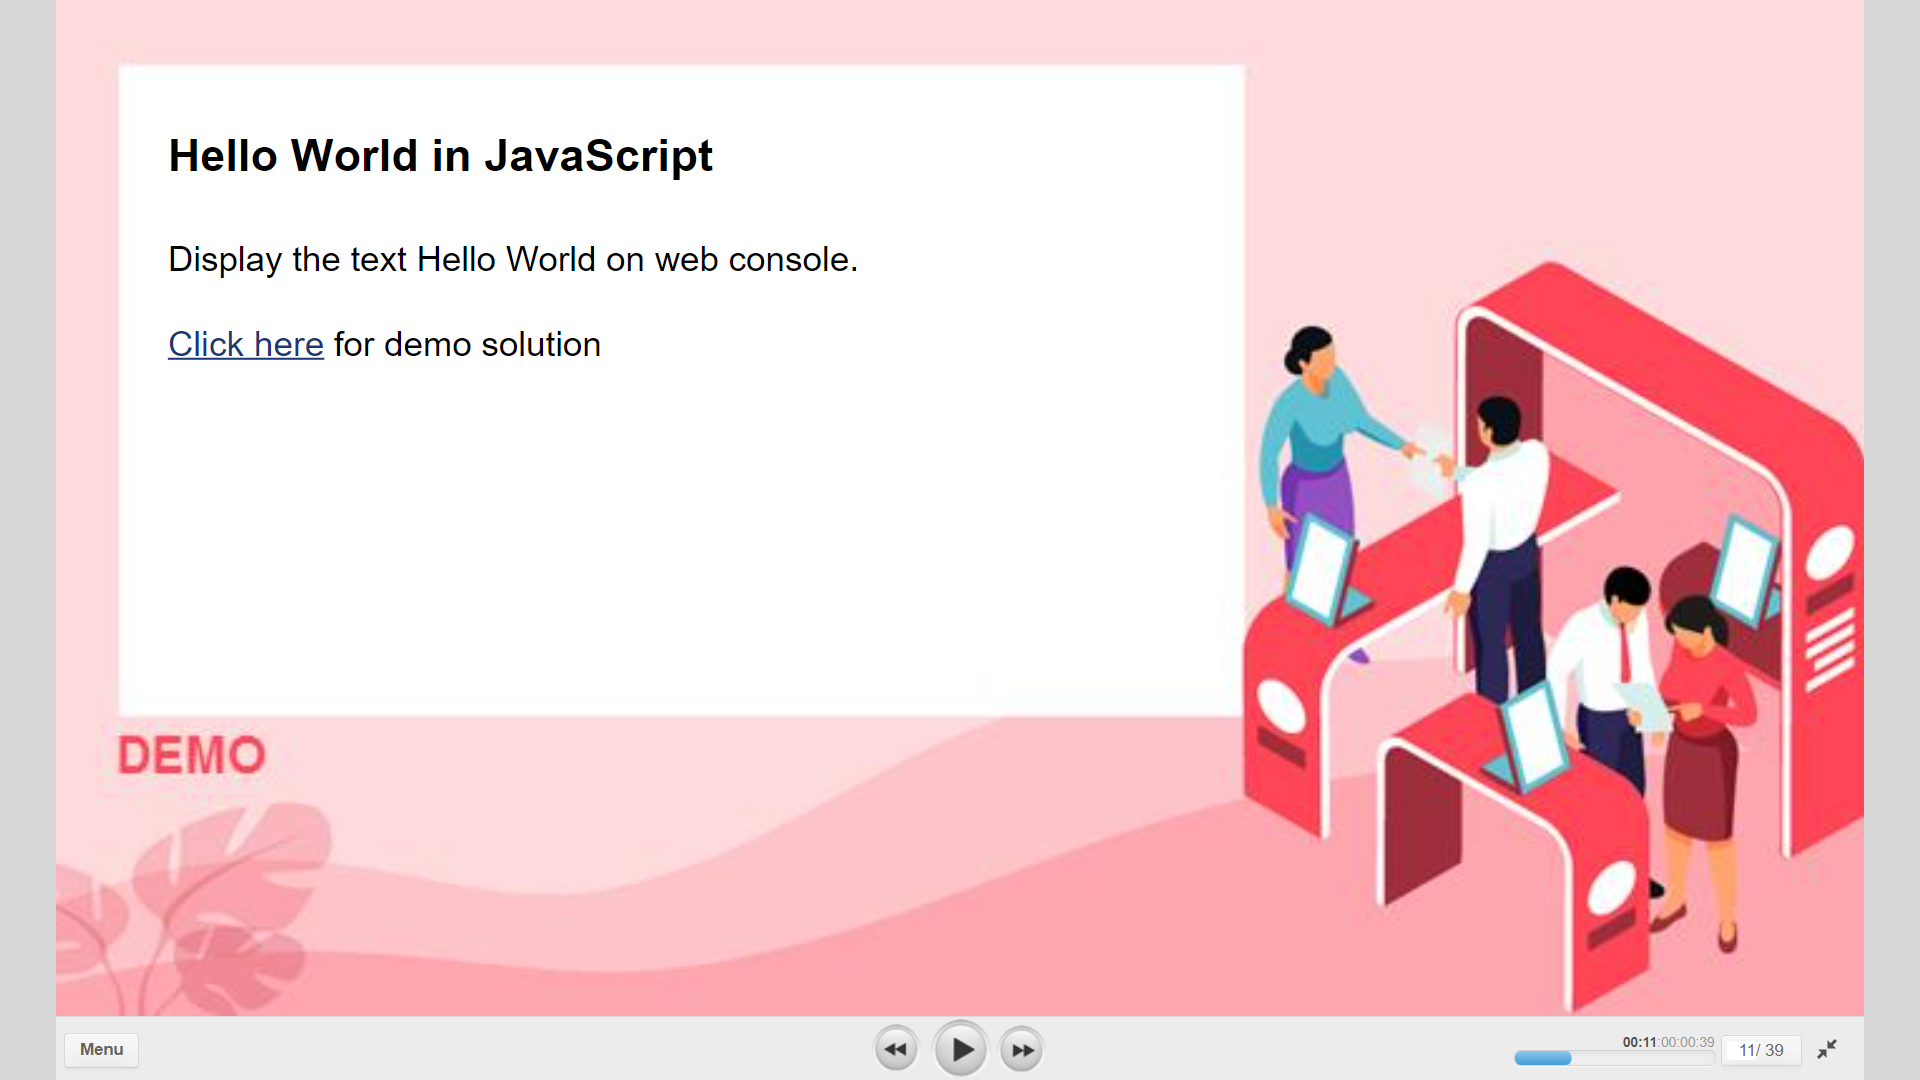 Hello World in JavaScript
Display the text Hello World on web console.
Click here for demo solution
DEMO
Menu
00:11:00:00:39
11/ 39